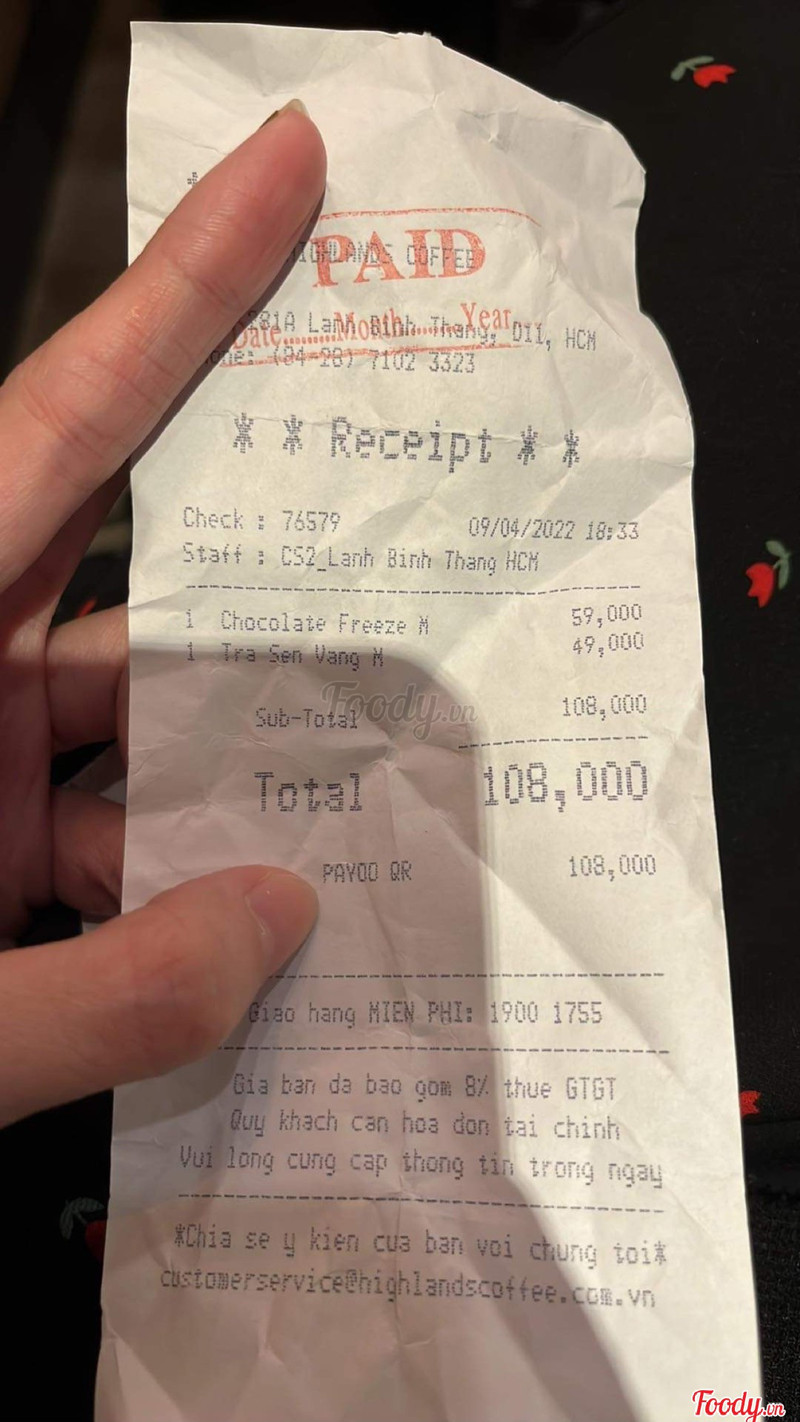 *
HIGHLANDS COFFEE
PAID
281A Lanh Binh Thang, D11, HCM
Date........Month........Year
one: (84-28) 7102 3323
* * Receipt * *
Check : 76579 09/04/2022 18:33
Staff : CS2_Lanh Binh Thang HCM
1 Chocolate Freeze M 59,000
1 Tra Sen Vang M 49,000
Foody.vn
Sub-Total 108,000
Total 108,000
PAYOO QR 108,000
Giao hang MIEN PHI: 1900 1755
Gia ban da bao gom 8% thue GTGT
Quy khach can hoa don tai chinh
Vui long cung cap thong tin trong ngay
*Chia se y kien cua ban voi chung toi*
customerservice@highlandscoffee.com.vn
Foody.vn